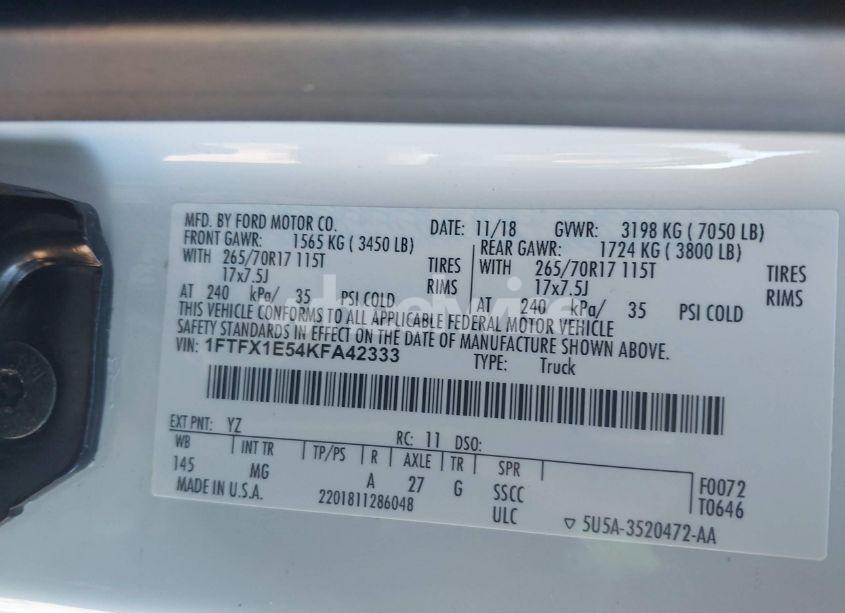 MFD. BY FORD MOTOR CO. DATE: 11/18 GVWR: 3198 KG ( 7050 LB)
FRONT GAWR: 1565 KG ( 3450 LB) REAR GAWR: 1724 KG ( 3800 LB)
WITH 265/70R17 115T TIRES WITH 265/70R17 115T TIRES
17x7.5J RIMS 17x7.5J RIMS
AT 240 kPa/ 35 PSI COLD AT 240 kPa/ 35 PSI COLD
THIS VEHICLE CONFORMS TO ALL APPLICABLE FEDERAL MOTOR VEHICLE
SAFETY STANDARDS IN EFFECT ON THE DATE OF MANUFACTURE SHOWN ABOVE.
VIN: 1FTFX1E54KFA42333 TYPE: Truck
EXT PNT: YZ RC: 11 DSO:
WB INT TR TP/PS R AXLE TR SPR
145 MG A 27 G SSCC F0072
MADE IN U.S.A. 2201811286048 ULC T0646
▽ 5U5A-3520472-AA